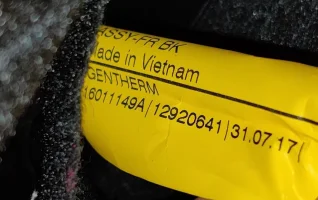 ASSY-FR BK
Made in Vietnam
GENTHERM
16011149A|12920641|31.07.17|